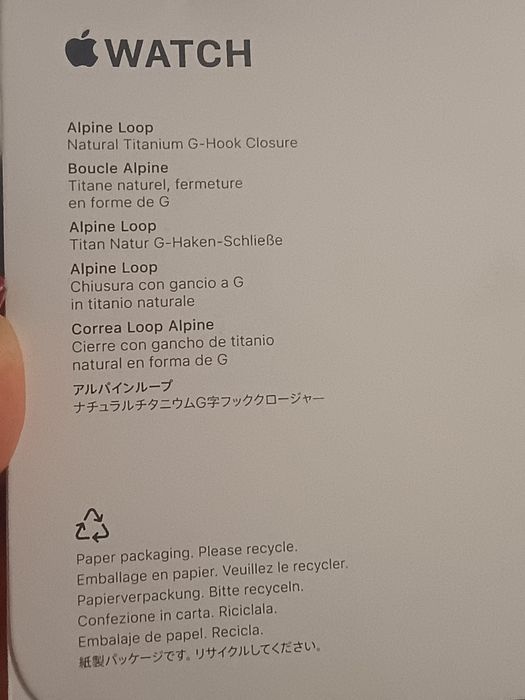 WATCH
Alpine Loop
Natural Titanium G-Hook Closure
Boucle Alpine
Titane naturel, fermeture
en forme de G
Alpine Loop
Titan Natur G-Haken-Schließe
Alpine Loop
Chiusura con gancio a G
in titanio naturale
Correa Loop Alpine
Cierre con gancho de titanio
natural en forma de G
アルパインループ
ナチュラルチタニウムG字フッククロージャー
Paper packaging. Please recycle.
Emballage en papier. Veuillez le recycler.
Papierverpackung. Bitte recyceln.
Confezione in carta. Riciclala.
Embalaje de papel. Recicla.
紙製パッケージです。リサイクルしてください。